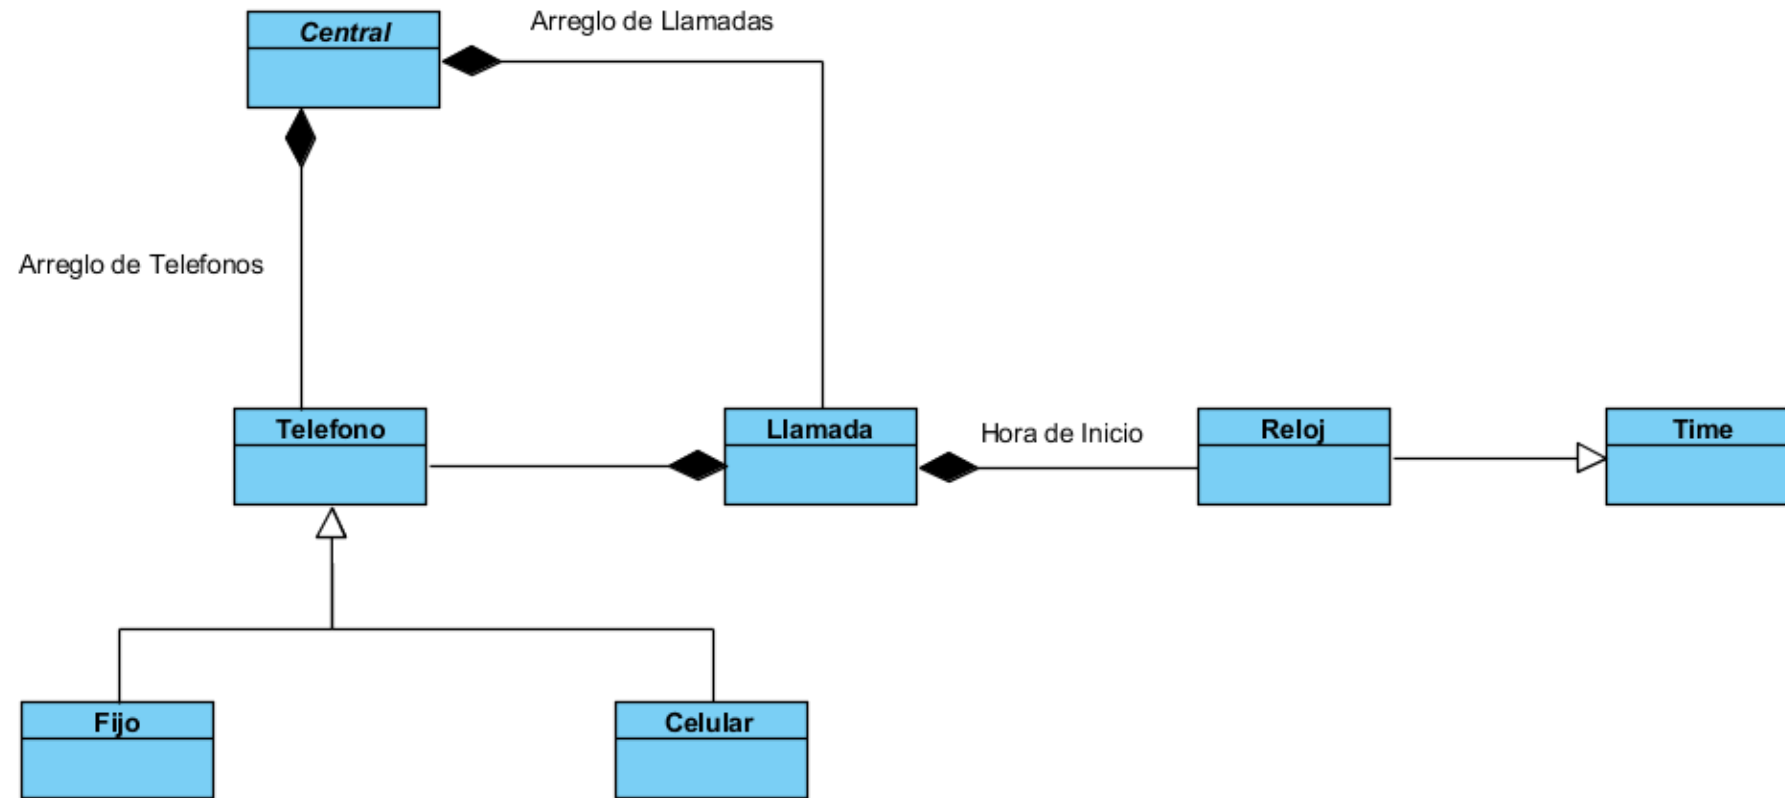 Central
Arreglo de Llamadas
Arreglo de Telefonos
Telefono
Llamada
Hora de Inicio
Reloj
Time
Fijo
Celular